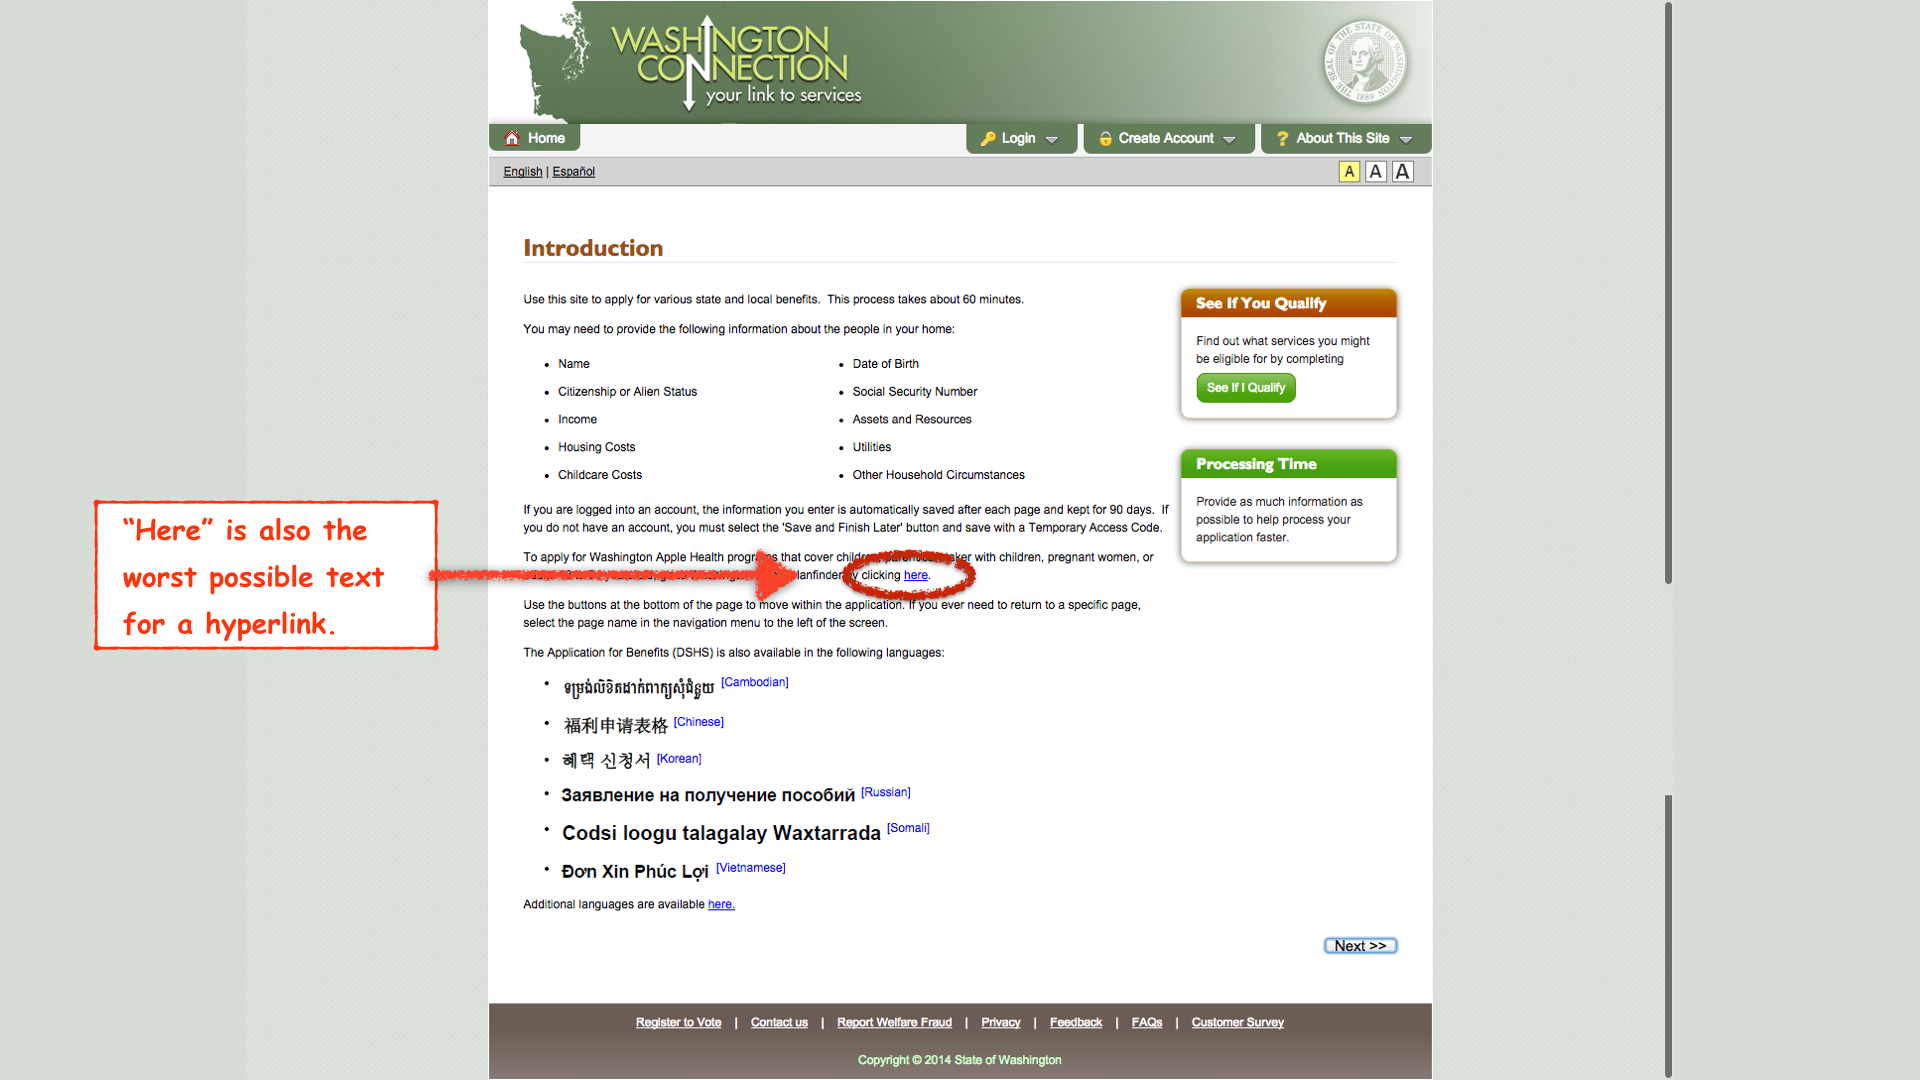 WASHINGTON
CONNECTION
your link to services
THE SEAL OF THE STATE OF WASHINGTON
1889
Home
Login
Create Account
? About This Site
English | Español
A A A
Introduction
Use this site to apply for various state and local benefits. This process takes about 60 minutes.
You may need to provide the following information about the people in your home:
• Name
• Date of Birth
• Citizenship or Alien Status
• Social Security Number
• Income
• Assets and Resources
• Housing Costs
• Utilities
• Childcare Costs
• Other Household Circumstances
If you are logged into an account, the information you enter is automatically saved after each page and kept for 90 days. If
you do not have an account, you must select the 'Save and Finish Later' button and save with a Temporary Access Code.
To apply for Washington Apple Health programs that cover children, with children, pregnant women, or
by clicking here.
Use the buttons at the bottom of the page to move within the application. If you ever need to return to a specific page,
select the page name in the navigation menu to the left of the screen.
The Application for Benefits (DSHS) is also available in the following languages:
• ទម្រង់លិខិតដាក់ពាក្យសុំជំនួយ [Cambodian]
• 福利申请表格 [Chinese]
• 혜택 신청서 [Korean]
• Заявление на получение пособий [Russian]
• Codsi loogu talagalay Waxtarrada [Somali]
• Đơn Xin Phúc Lợi [Vietnamese]
Additional languages are available here.
See If You Qualify
Find out what services you might
be eligible for by completing
See If I Qualify
Processing Time
Provide as much information as
possible to help process your
application faster.
“Here” is also the
worst possible text
for a hyperlink.
Next >>
Register to Vote | Contact us | Report Welfare Fraud | Privacy | Feedback | FAQs | Customer Survey
Copyright © 2014 State of Washington